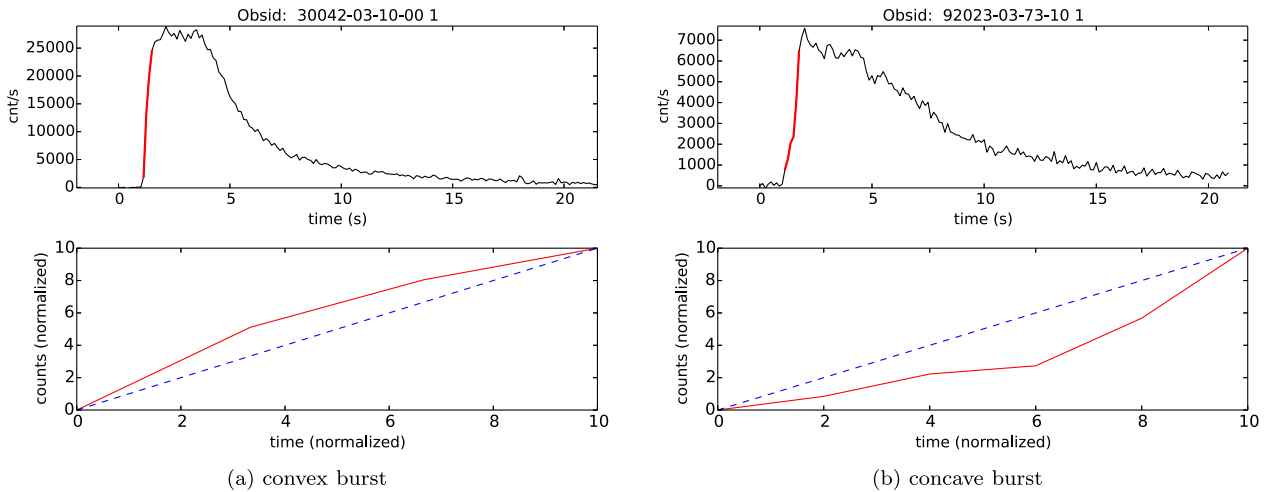 Obsid: 30042-03-10-00 1
cnt/s
25000
20000
15000
10000
5000
0
0 5 10 15 20
time (s)
counts (normalized)
10
8
6
4
2
0
0 2 4 6 8 10
time (normalized)
(a) convex burst
Obsid: 92023-03-73-10 1
cnt/s
7000
6000
5000
4000
3000
2000
1000
0
0 5 10 15 20
time (s)
counts (normalized)
10
8
6
4
2
0
0 2 4 6 8 10
time (normalized)
(b) concave burst